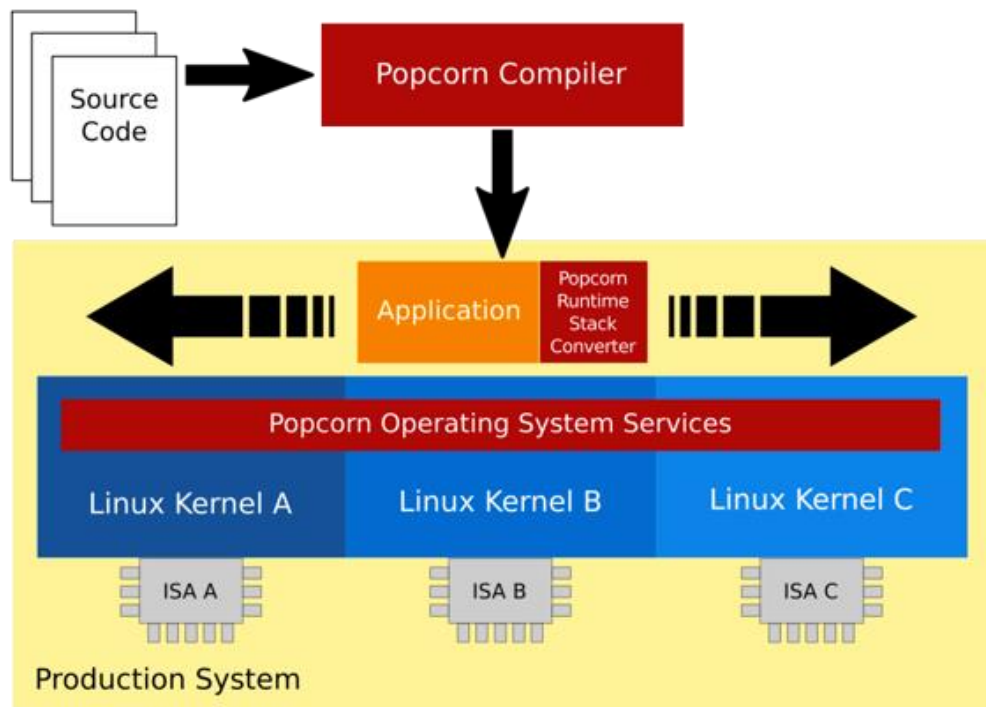 Source
Code
Popcorn Compiler
Application
Popcorn
Runtime
Stack
Converter
Popcorn Operating System Services
Linux Kernel A
Linux Kernel B
Linux Kernel C
ISA A
ISA B
ISA C
Production System